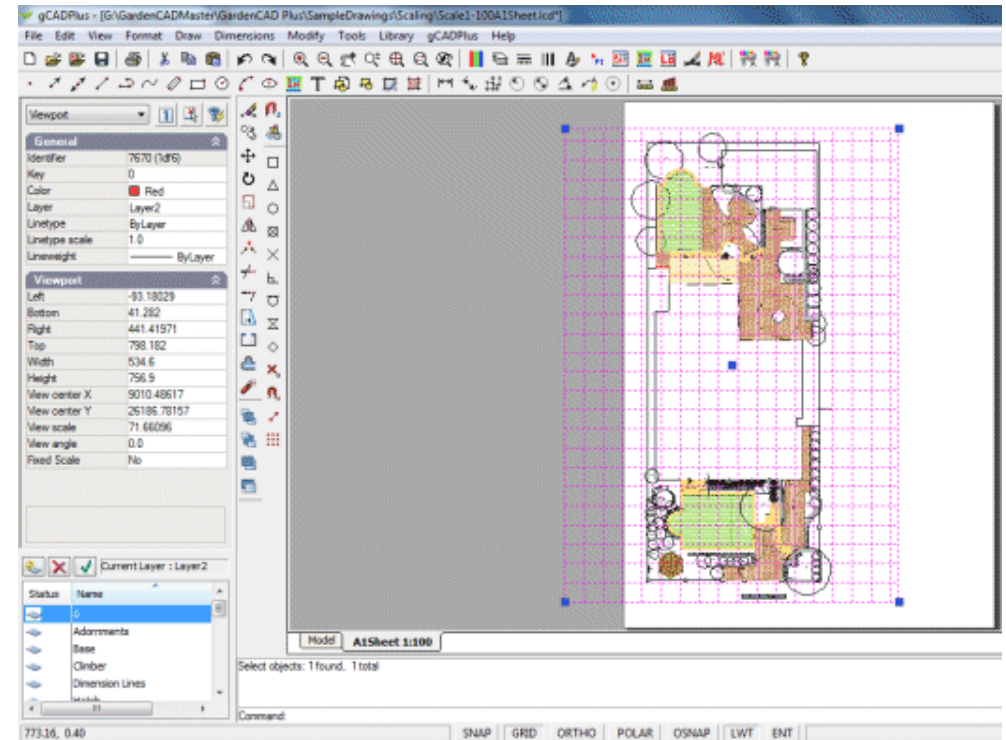 gCADPlus - [G:\GardenCADMaster\GardenCAD Plus\SampleDrawings\Scaling\Scale1-100A1Sheet.lcd*]
File Edit View Format Draw Dimensions Modify Tools Library gCADPlus Help
Viewport
General
Identifier 7670 (1df6)
Key 0
Color Red
Layer Layer2
Linetype ByLayer
Linetype scale 1.0
Lineweight ByLayer
Viewport
Left -93.18029
Bottom 41.282
Right 441.41971
Top 798.182
Width 534.6
Height 756.9
View center X 9010.48617
View center Y 26186.78157
View scale 71.66096
View angle 0.0
Fixed Scale No
Current Layer : Layer2
Status Name
0
Adornments
Base
Climber
Dimension Lines
Hatch
Model A1Sheet 1:100
Select objects: 1 found, 1 total
Command:
773.16, 0.40 SNAP GRID ORTHO POLAR OSNAP LWT ENT